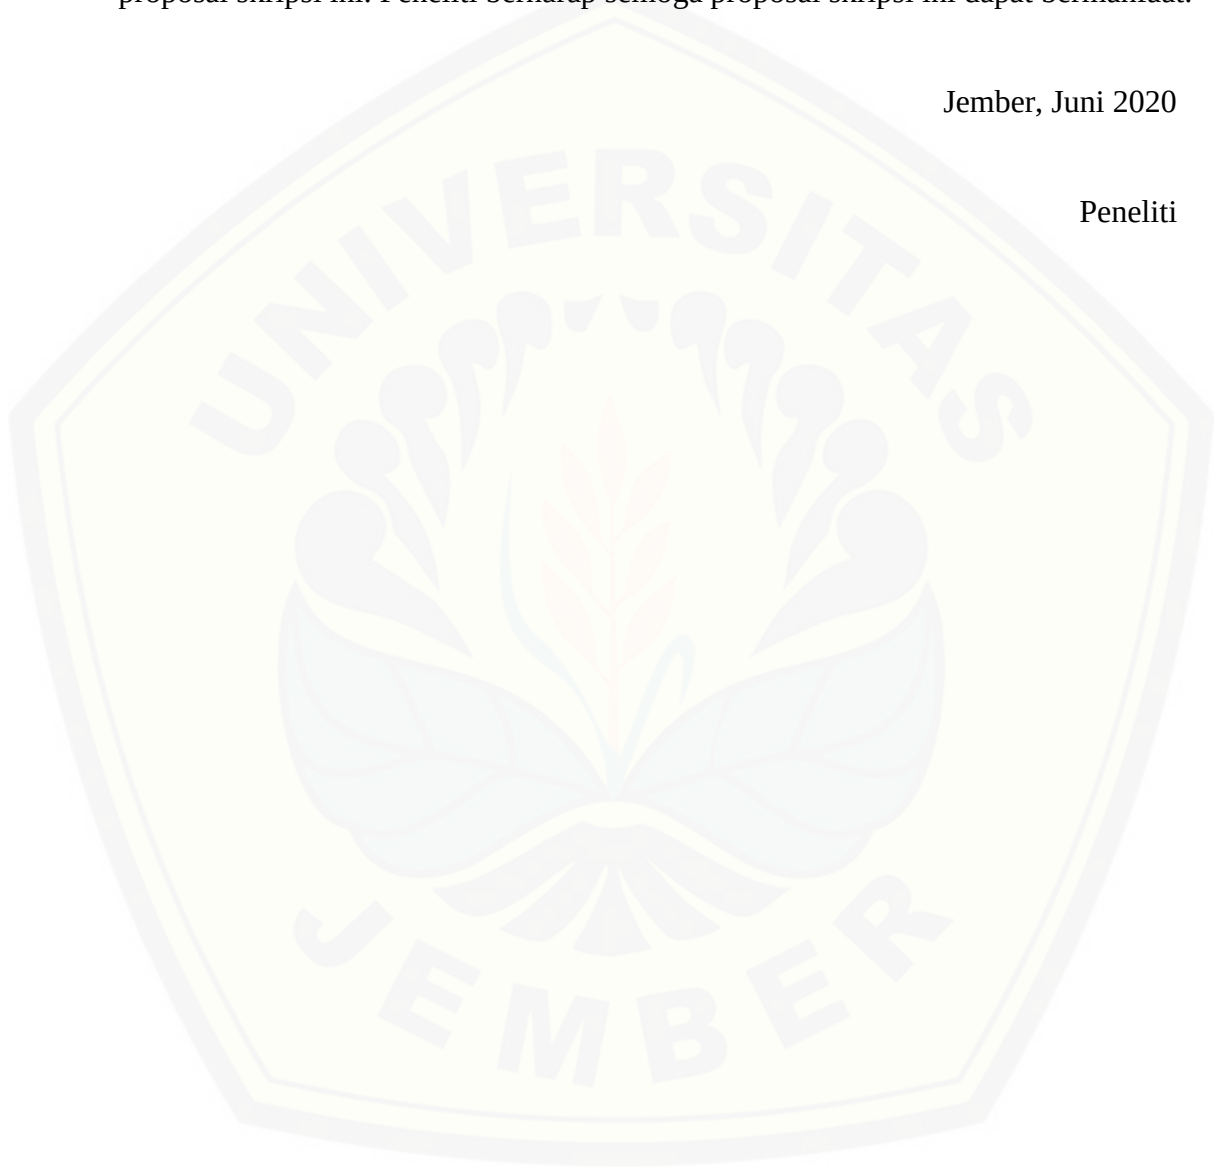 proposal skripsi ini. Peneliti berharap semoga proposal skripsi ini dapat bermanfaat.
Jember, Juni 2020
Peneliti
UNIVERSITAS
JEMBER